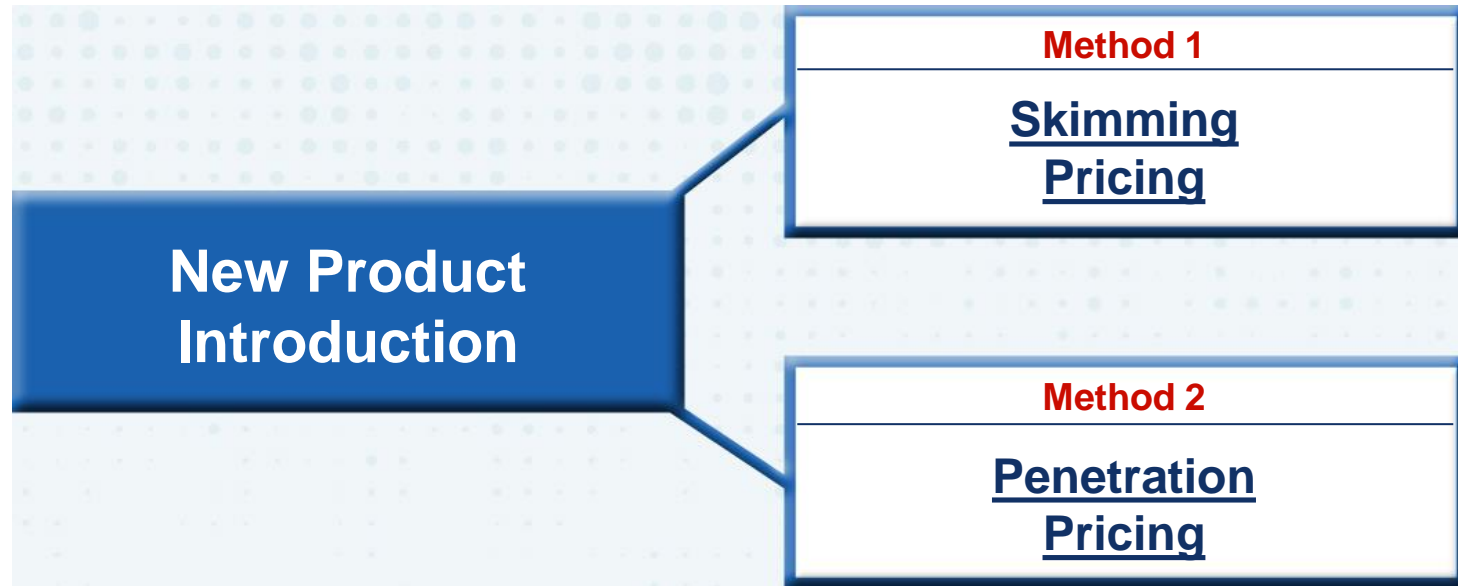 New Product
Introduction
Method 1
Skimming
Pricing
Method 2
Penetration
Pricing